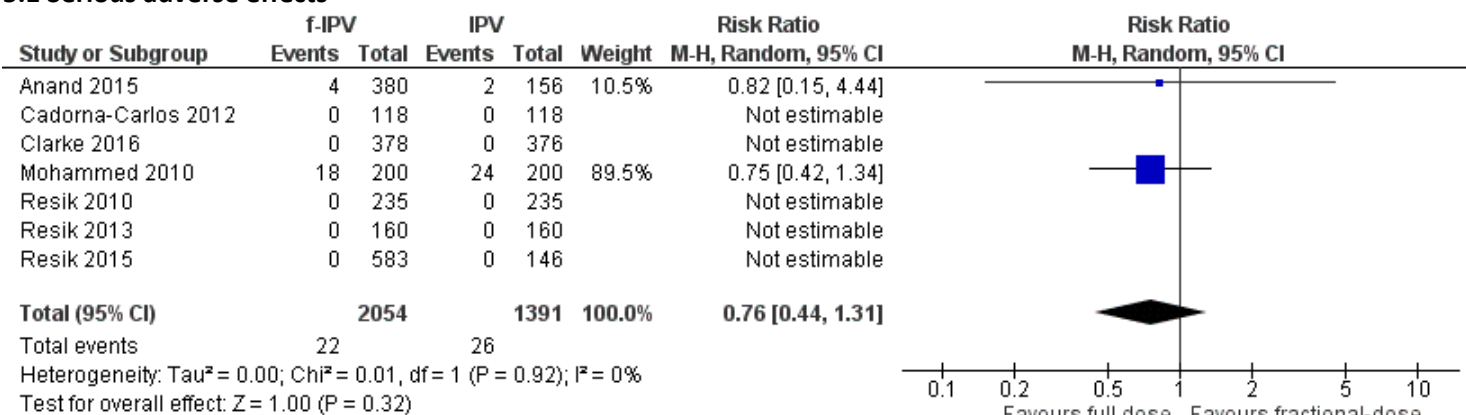 3.1 Serious adverse effects
f-IPV IPV Risk Ratio Risk Ratio
Study or Subgroup Events Total Events Total Weight M-H, Random, 95% CI M-H, Random, 95% CI
Anand 2015 4 380 2 156 10.5% 0.82 [0.15, 4.44]
Cadorna-Carlos 2012 0 118 0 118 Not estimable
Clarke 2016 0 378 0 376 Not estimable
Mohammed 2010 18 200 24 200 89.5% 0.75 [0.42, 1.34]
Resik 2010 0 235 0 235 Not estimable
Resik 2013 0 160 0 160 Not estimable
Resik 2015 0 583 0 146 Not estimable
Total (95% CI) 2054 1391 100.0% 0.76 [0.44, 1.31]
Total events 22 26
Heterogeneity: Tau² = 0.00; Chi² = 0.01, df = 1 (P = 0.92); I² = 0%
0.1 0.2 0.5 1 2 5 10
Test for overall effect: Z = 1.00 (P = 0.32)
Favours full dose Favours fractional-dose